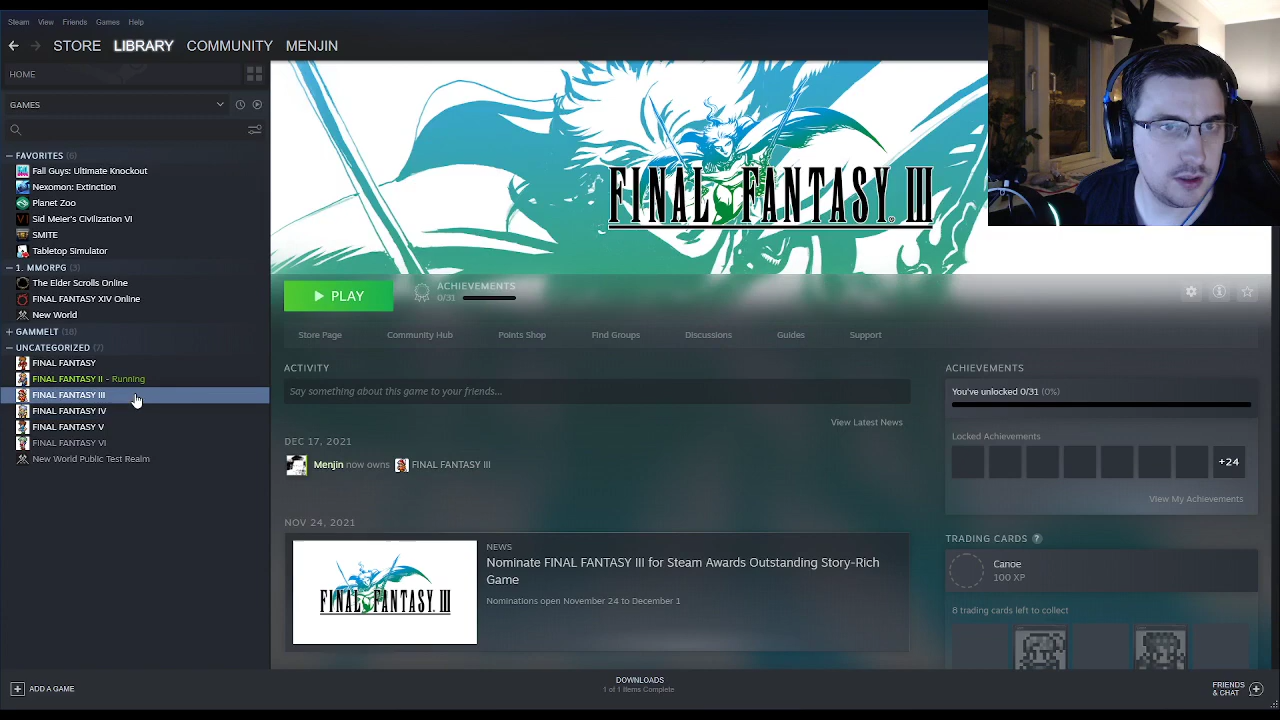 Steam View Friends Games Help
STORE LIBRARY COMMUNITY MENJIN
HOME
GAMES
FAVORITES (6)
Fall Guys: Ultimate Knockout
Nexomon: Extinction
Planet Zoo
Sid Meier's Civilization VI
SMITE
Tabletop Simulator
1. MMORPG (3)
The Elder Scrolls Online
FINAL FANTASY XIV Online
New World
GAMMELT (18)
UNCATEGORIZED (7)
FINAL FANTASY
FINAL FANTASY II - Running
FINAL FANTASY III
FINAL FANTASY IV
FINAL FANTASY V
FINAL FANTASY VI
New World Public Test Realm
ADD A GAME
FINAL FANTASY III
PLAY
ACHIEVEMENTS
0/31
Store Page Community Hub Points Shop Find Groups Discussions Guides Support
ACTIVITY
Say something about this game to your friends...
View Latest News
DEC 17, 2021
Menjin now owns FINAL FANTASY III
NOV 24, 2021
FINAL FANTASY III
NEWS
Nominate FINAL FANTASY III for Steam Awards Outstanding Story-Rich
Game
Nominations open November 24 to December 1
ACHIEVEMENTS
You've unlocked 0/31 (0%)
Locked Achievements
+24
View My Achievements
TRADING CARDS ?
Canoe
100 XP
8 trading cards left to collect
DOWNLOADS
1 of 1 Items Complete
FRIENDS
& CHAT